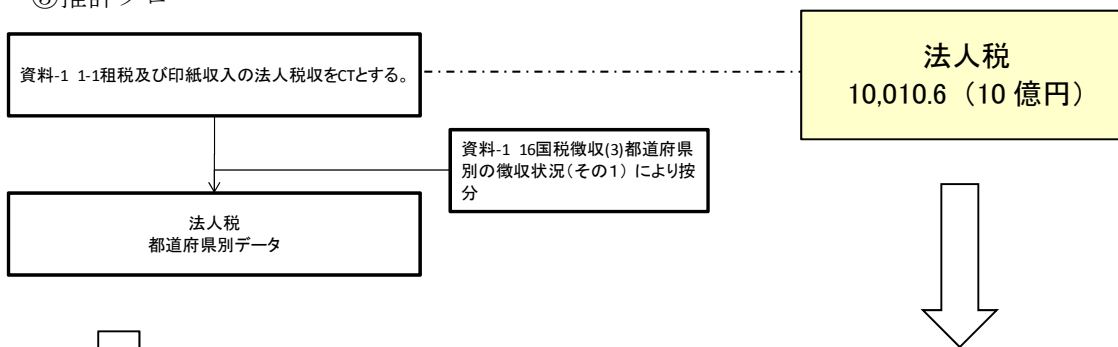 ③推計フロー
資料-1 1-1租税及び印紙収入の法人税収をCTとする。
法人税
10,010.6（10 億円）
資料-1 16国税徴収(3)都道府県
別の徴収状況（その１） により按
分
法人税
都道府県別データ